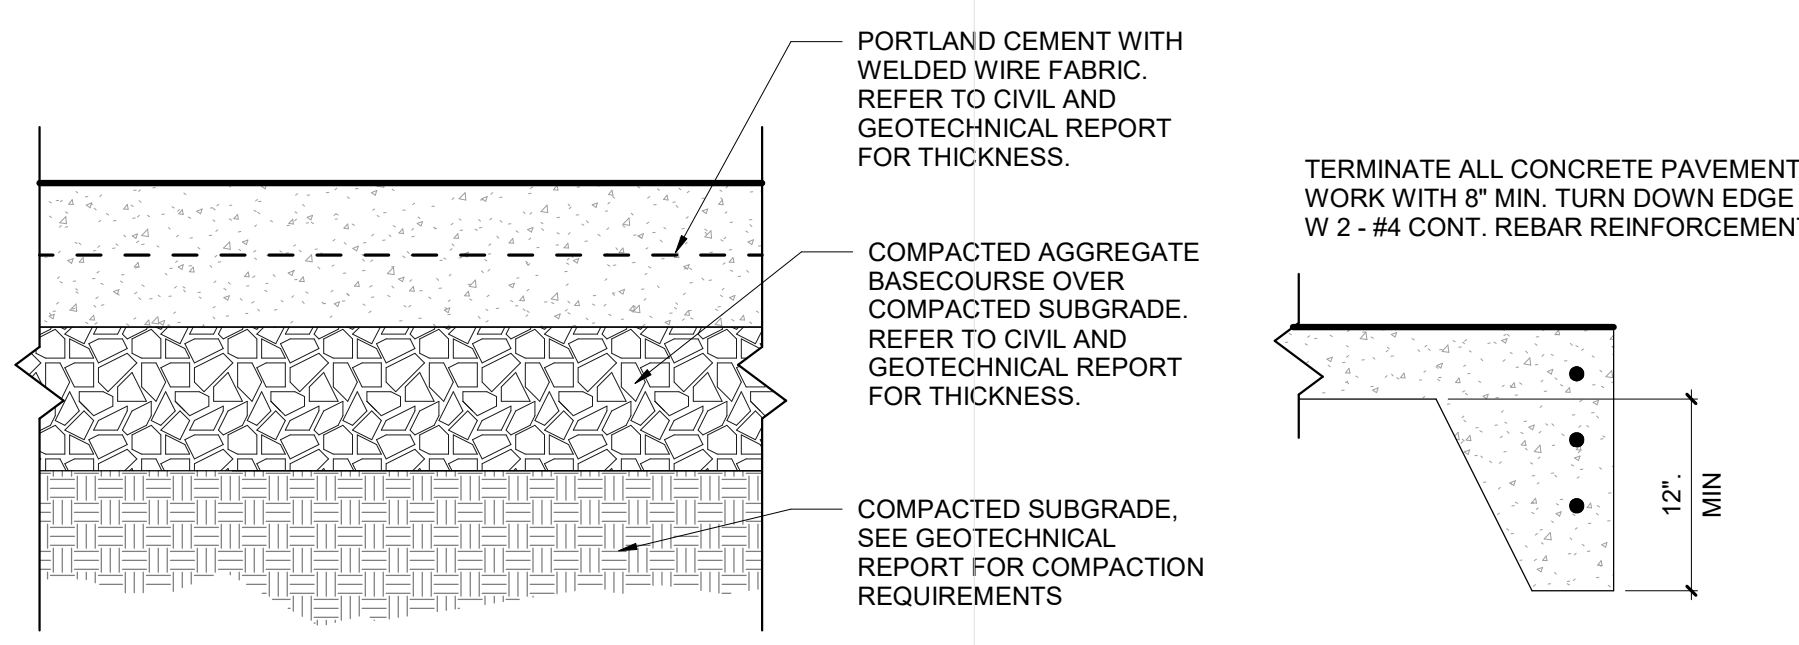 PORTLAND CEMENT WITH
WELDED WIRE FABRIC.
REFER TO CIVIL AND
GEOTECHNICAL REPORT
FOR THICKNESS.
COMPACTED AGGREGATE
BASECOURSE OVER
COMPACTED SUBGRADE.
REFER TO CIVIL AND
GEOTECHNICAL REPORT
FOR THICKNESS.
COMPACTED SUBGRADE,
SEE GEOTECHNICAL
REPORT FOR COMPACTION
REQUIREMENTS
TERMINATE ALL CONCRETE PAVEMENT
WORK WITH 8" MIN. TURN DOWN EDGE
W 2 - #4 CONT. REBAR REINFORCEMENT
12".
MIN